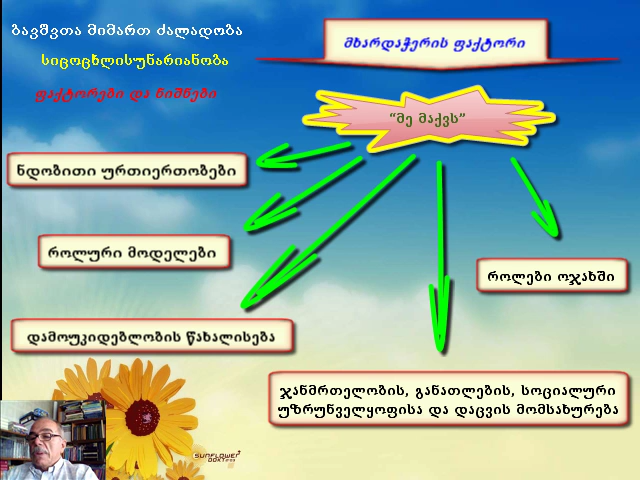 ბავშვთა მიმართ ძალადობა
სიცოცხლისუნარიანობა
ფაქტორები და ნიშნები
მხარდაჭერის ფაქტორი
“მე მაქვს”
ნდობითი ურთიერთობები
როლური მოდელები
როლები ოჯახში
დამოუკიდებლობის წახალისება
ჯანმრთელობის, განათლების, სოციალური
უზრუნველყოფისა და დაცვის მომსახურება
SUNFLOWER